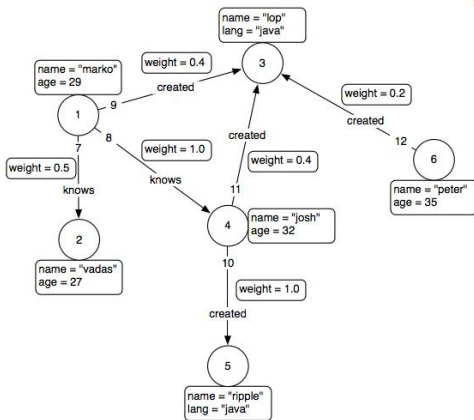 name = "lop"
lang = "java"
weight = 0.4
3
name = "marko"
age = 29
9
created
weight = 0.2
1
created
7
8
weight = 1.0
created
12
6
weight = 0.5
weight = 0.4
name = "peter"
age = 35
knows
knows
11
2
4
name = "josh"
age = 32
name = "vadas"
age = 27
10
weight = 1.0
created
5
name = "ripple"
lang = "java"